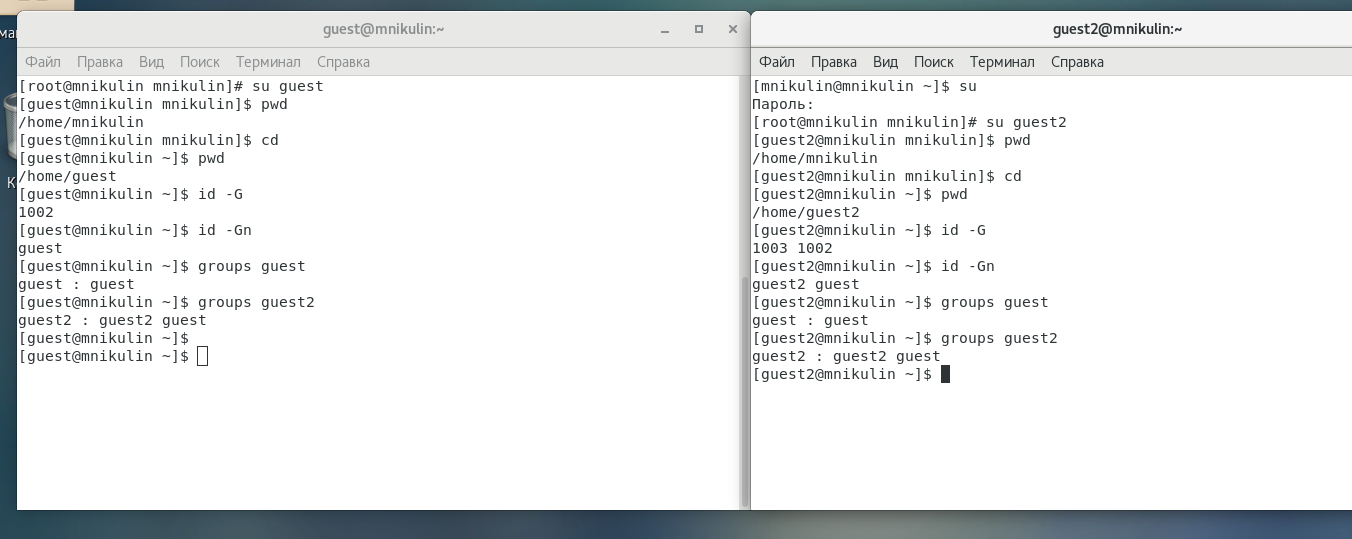 guest@mnikulin:~
Файл Правка Вид Поиск Терминал Справка
[root@mnikulin mnikulin]# su guest
[guest@mnikulin mnikulin]$ pwd
/home/mnikulin
[guest@mnikulin mnikulin]$ cd
[guest@mnikulin ~]$ pwd
/home/guest
[guest@mnikulin ~]$ id -G
1002
[guest@mnikulin ~]$ id -Gn
guest
[guest@mnikulin ~]$ groups guest
guest : guest
[guest@mnikulin ~]$ groups guest2
guest2 : guest2 guest
[guest@mnikulin ~]$
[guest@mnikulin ~]$
guest2@mnikulin:~
Файл Правка Вид Поиск Терминал Справка
[mnikulin@mnikulin ~]$ su
Пароль:
[root@mnikulin mnikulin]# su guest2
[guest2@mnikulin mnikulin]$ pwd
/home/mnikulin
[guest2@mnikulin mnikulin]$ cd
[guest2@mnikulin ~]$ pwd
/home/guest2
[guest2@mnikulin ~]$ id -G
1003 1002
[guest2@mnikulin ~]$ id -Gn
guest2 guest
[guest2@mnikulin ~]$ groups guest
guest : guest
[guest2@mnikulin ~]$ groups guest2
guest2 : guest2 guest
[guest2@mnikulin ~]$